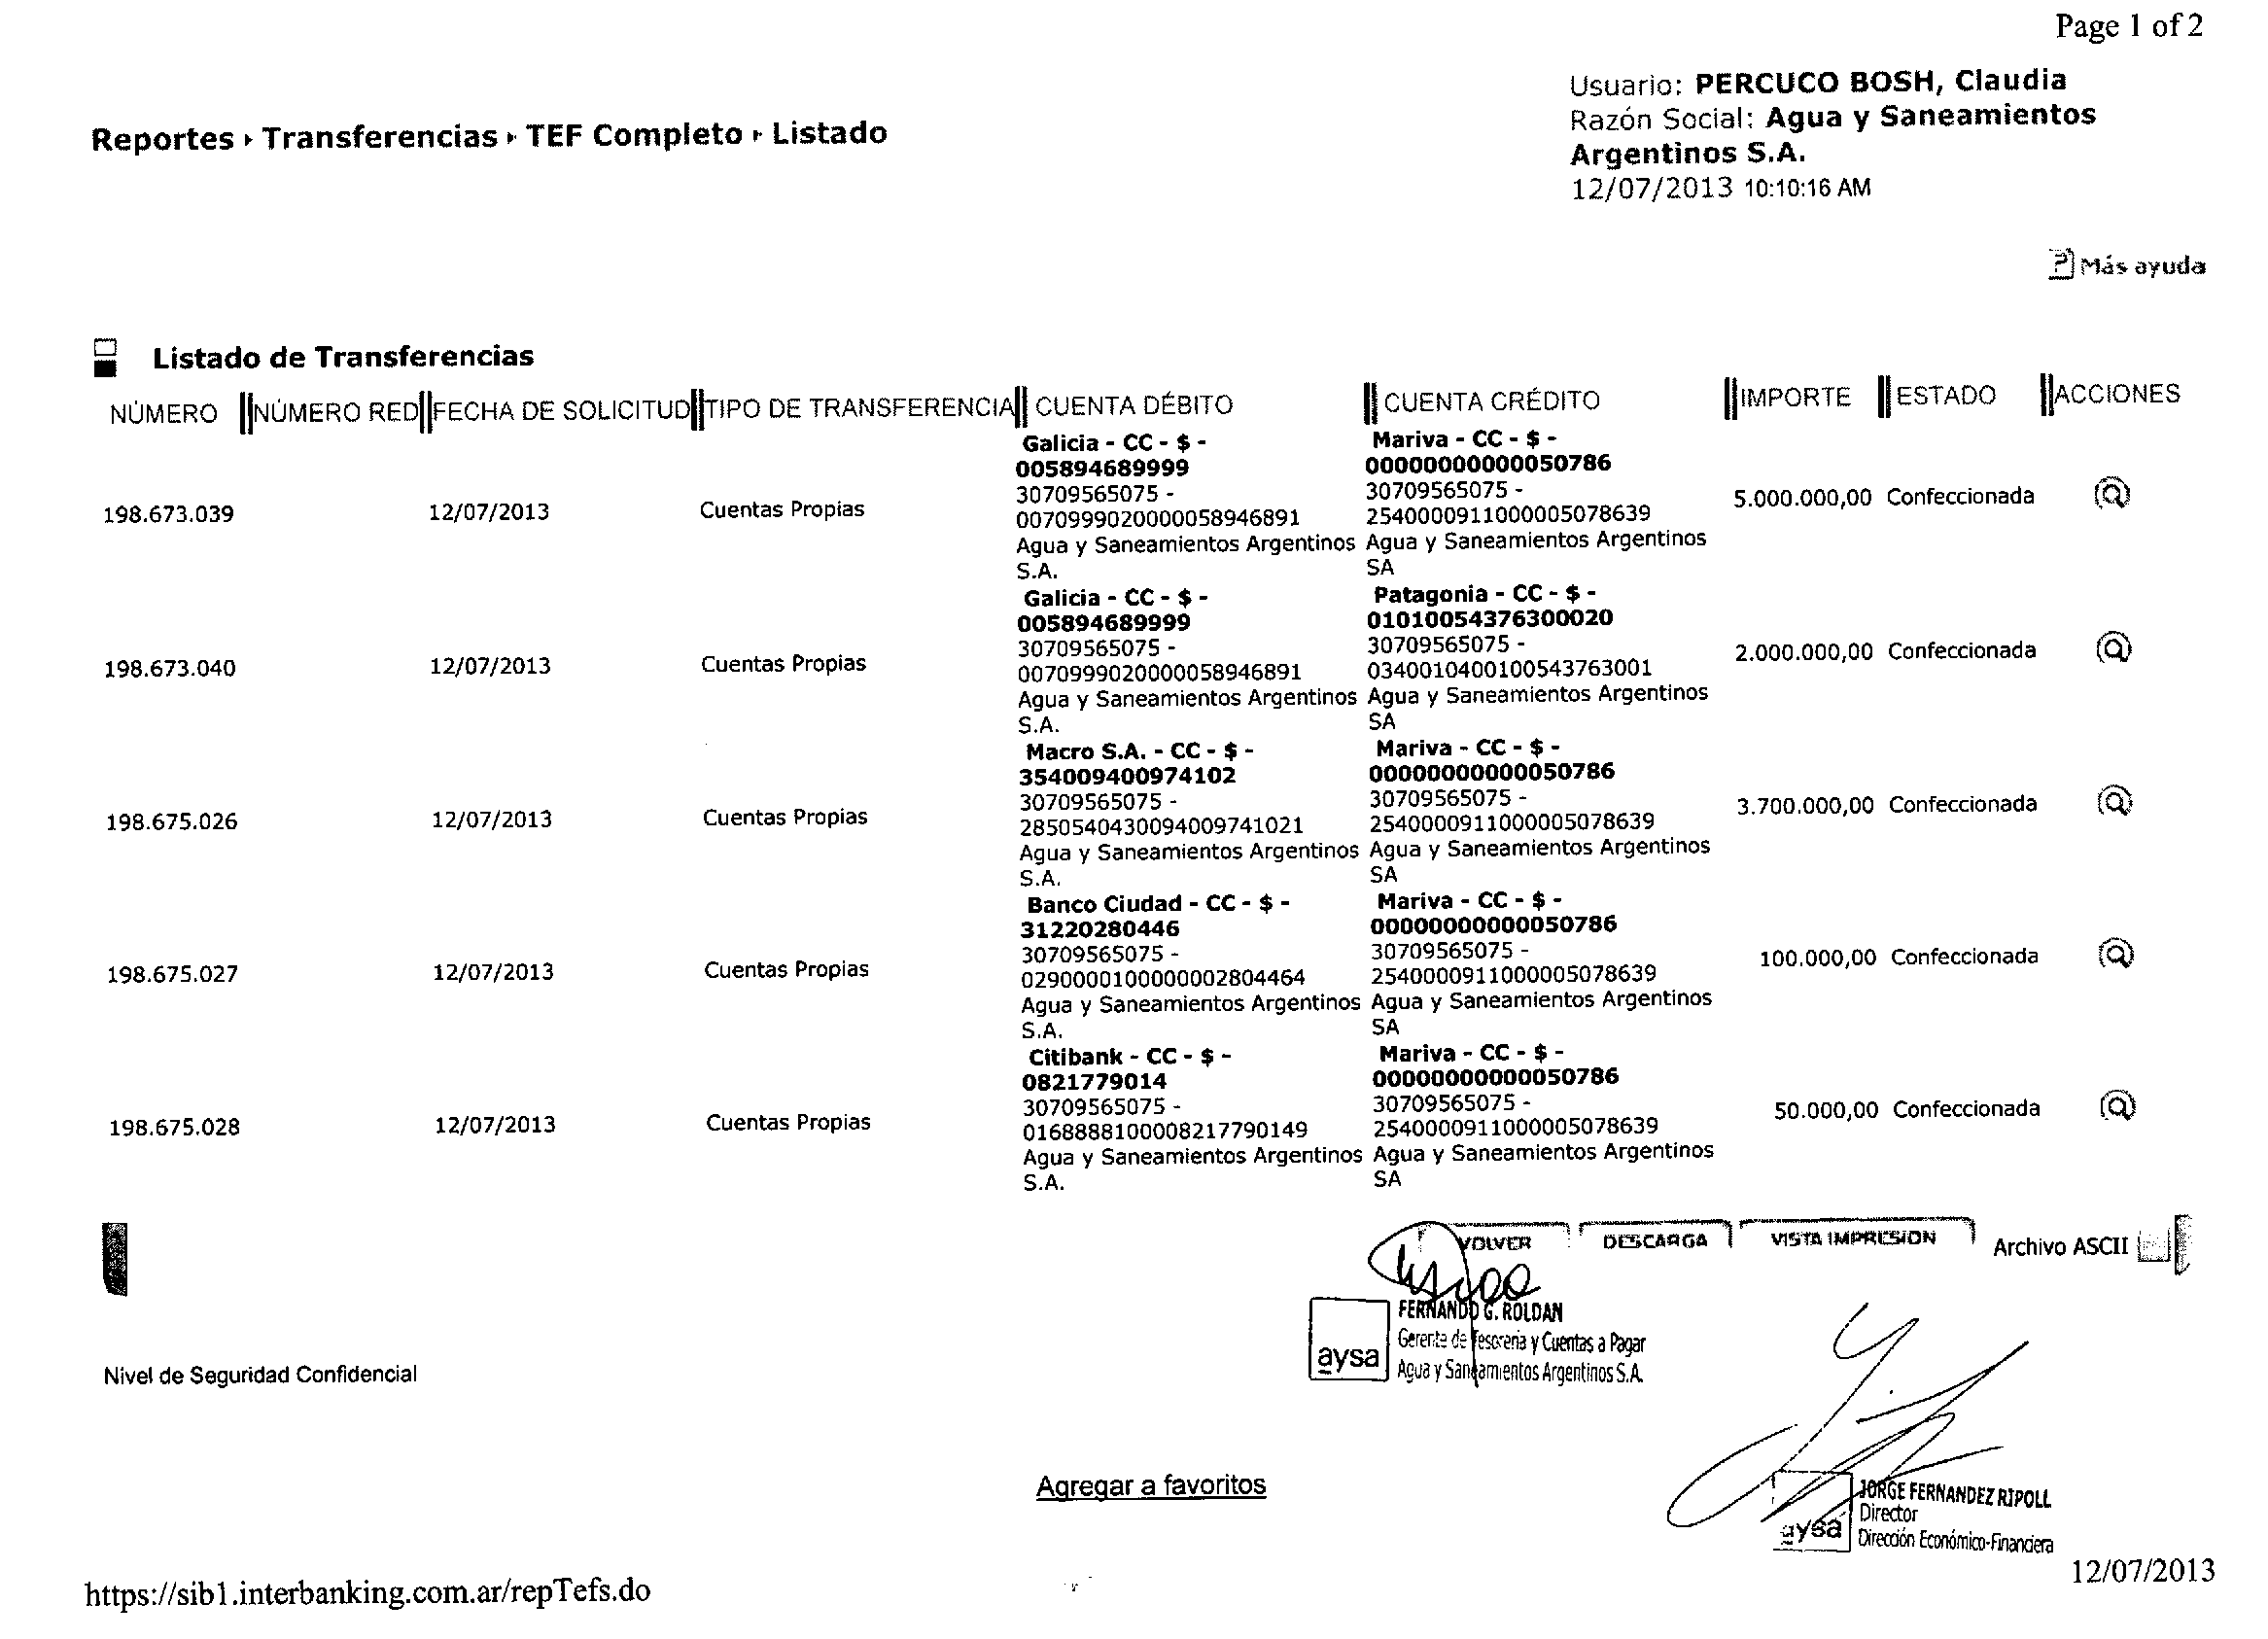 Page 1 of 2
Usuario: PERCUCO BOSH, Claudia
Razón Social: Agua y Saneamientos
Argentinos S.A.
12/07/2013 10:10:16 AM
Reportes ▸ Transferencias ▸ TEF Completo ▸ Listado
Más ayuda
Listado de Transferencias
NÚMERO NÚMERO RED FECHA DE SOLICITUD TIPO DE TRANSFERENCIA CUENTA DÉBITO CUENTA CRÉDITO IMPORTE ESTADO ACCIONES
Galicia - CC - $ - Mariva - CC - $ -
005894689999 00000000000050786
30709565075 - 30709565075 -
198.673.039 12/07/2013 Cuentas Propias 0070999020000058946891 2540000911000005078639 5.000.000,00 Confeccionada
Agua y Saneamientos Argentinos Agua y Saneamientos Argentinos
S.A. SA
Galicia - CC - $ - Patagonia - CC - $ -
005894689999 01010054376300020
30709565075 - 30709565075 -
198.673.040 12/07/2013 Cuentas Propias 0070999020000058946891 0340010400100543763001 2.000.000,00 Confeccionada
Agua y Saneamientos Argentinos Agua y Saneamientos Argentinos
S.A. SA
Macro S.A. - CC - $ - Mariva - CC - $ -
354009400974102 00000000000050786
30709565075 - 30709565075 -
198.675.026 12/07/2013 Cuentas Propias 2850540430094009741021 2540000911000005078639 3.700.000,00 Confeccionada
Agua y Saneamientos Argentinos Agua y Saneamientos Argentinos
S.A. SA
Banco Ciudad - CC - $ - Mariva - CC - $ -
31220280446 00000000000050786
30709565075 - 30709565075 -
198.675.027 12/07/2013 Cuentas Propias 0290000100000002804464 2540000911000005078639 100.000,00 Confeccionada
Agua y Saneamientos Argentinos Agua y Saneamientos Argentinos
S.A. SA
Citibank - CC - $ - Mariva - CC - $ -
0821779014 00000000000050786
30709565075 - 30709565075 -
198.675.028 12/07/2013 Cuentas Propias 0168888100008217790149 2540000911000005078639 50.000,00 Confeccionada
Agua y Saneamientos Argentinos Agua y Saneamientos Argentinos
S.A. SA
VOLVER DESCARGA VISTA IMPRESION Archivo ASCII
FERNANDO G. ROLDAN
Gerente de Tesoreria y Cuentas a Pagar
aysa Agua y Saneamientos Argentinos S.A.
Nivel de Seguridad Confidencial
Agregar a favoritos
JORGE FERNANDEZ RIPOLL
Director
aysa Dirección Económico-Financiera
https://sib1.interbanking.com.ar/repTefs.do 12/07/2013